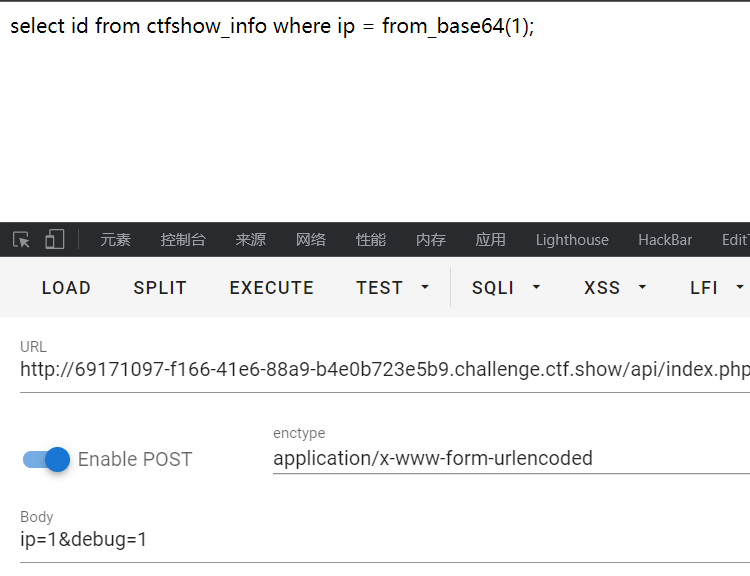 select id from ctfshow_info where ip = from_base64(1);
元素 控制台 来源 网络 性能 内存 应用 Lighthouse HackBar Edit
LOAD SPLIT EXECUTE TEST SQLI XSS LFI
URL
http://69171097-f166-41e6-88a9-b4e0b723e5b9.challenge.ctf.show/api/index.php
Enable POST
enctype
application/x-www-form-urlencoded
Body
ip=1&debug=1